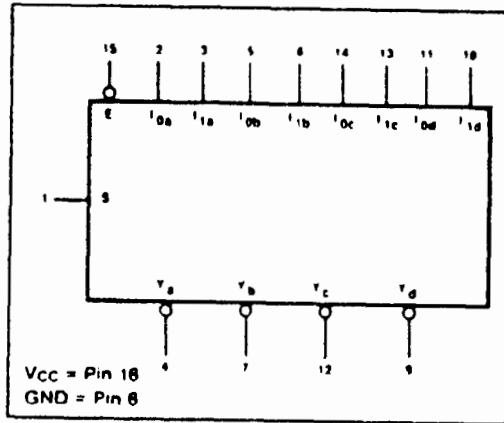 15 2 3 5 6 14 13 11 10
E I0a I1a I0b I1b I0c I1c I0d I1d
1 S
Ya Yb Yc Yd
4 7 12 9
VCC = Pin 16
GND = Pin 8